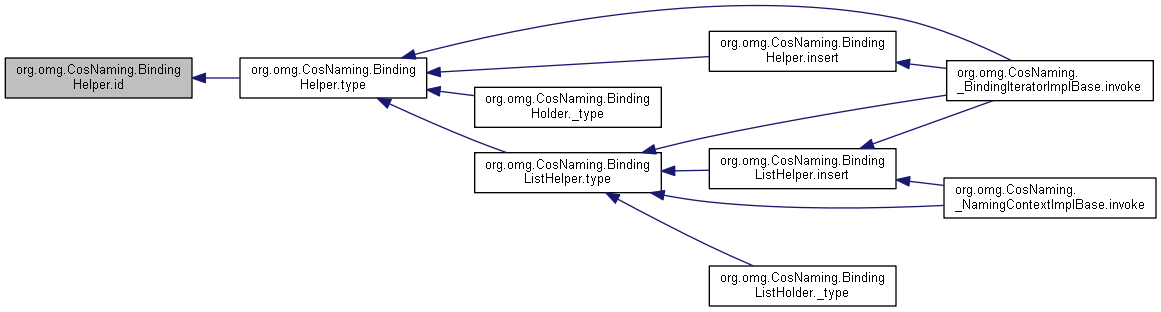 org.omg.CosNaming.Binding
Helper.id
org.omg.CosNaming.Binding
Helper.type
org.omg.CosNaming.Binding
Helper.insert
org.omg.CosNaming.Binding
Holder._type
org.omg.CosNaming.Binding
ListHelper.type
org.omg.CosNaming.
_BindingIteratorImplBase.invoke
org.omg.CosNaming.Binding
ListHelper.insert
org.omg.CosNaming.
_NamingContextImplBase.invoke
org.omg.CosNaming.Binding
ListHolder._type